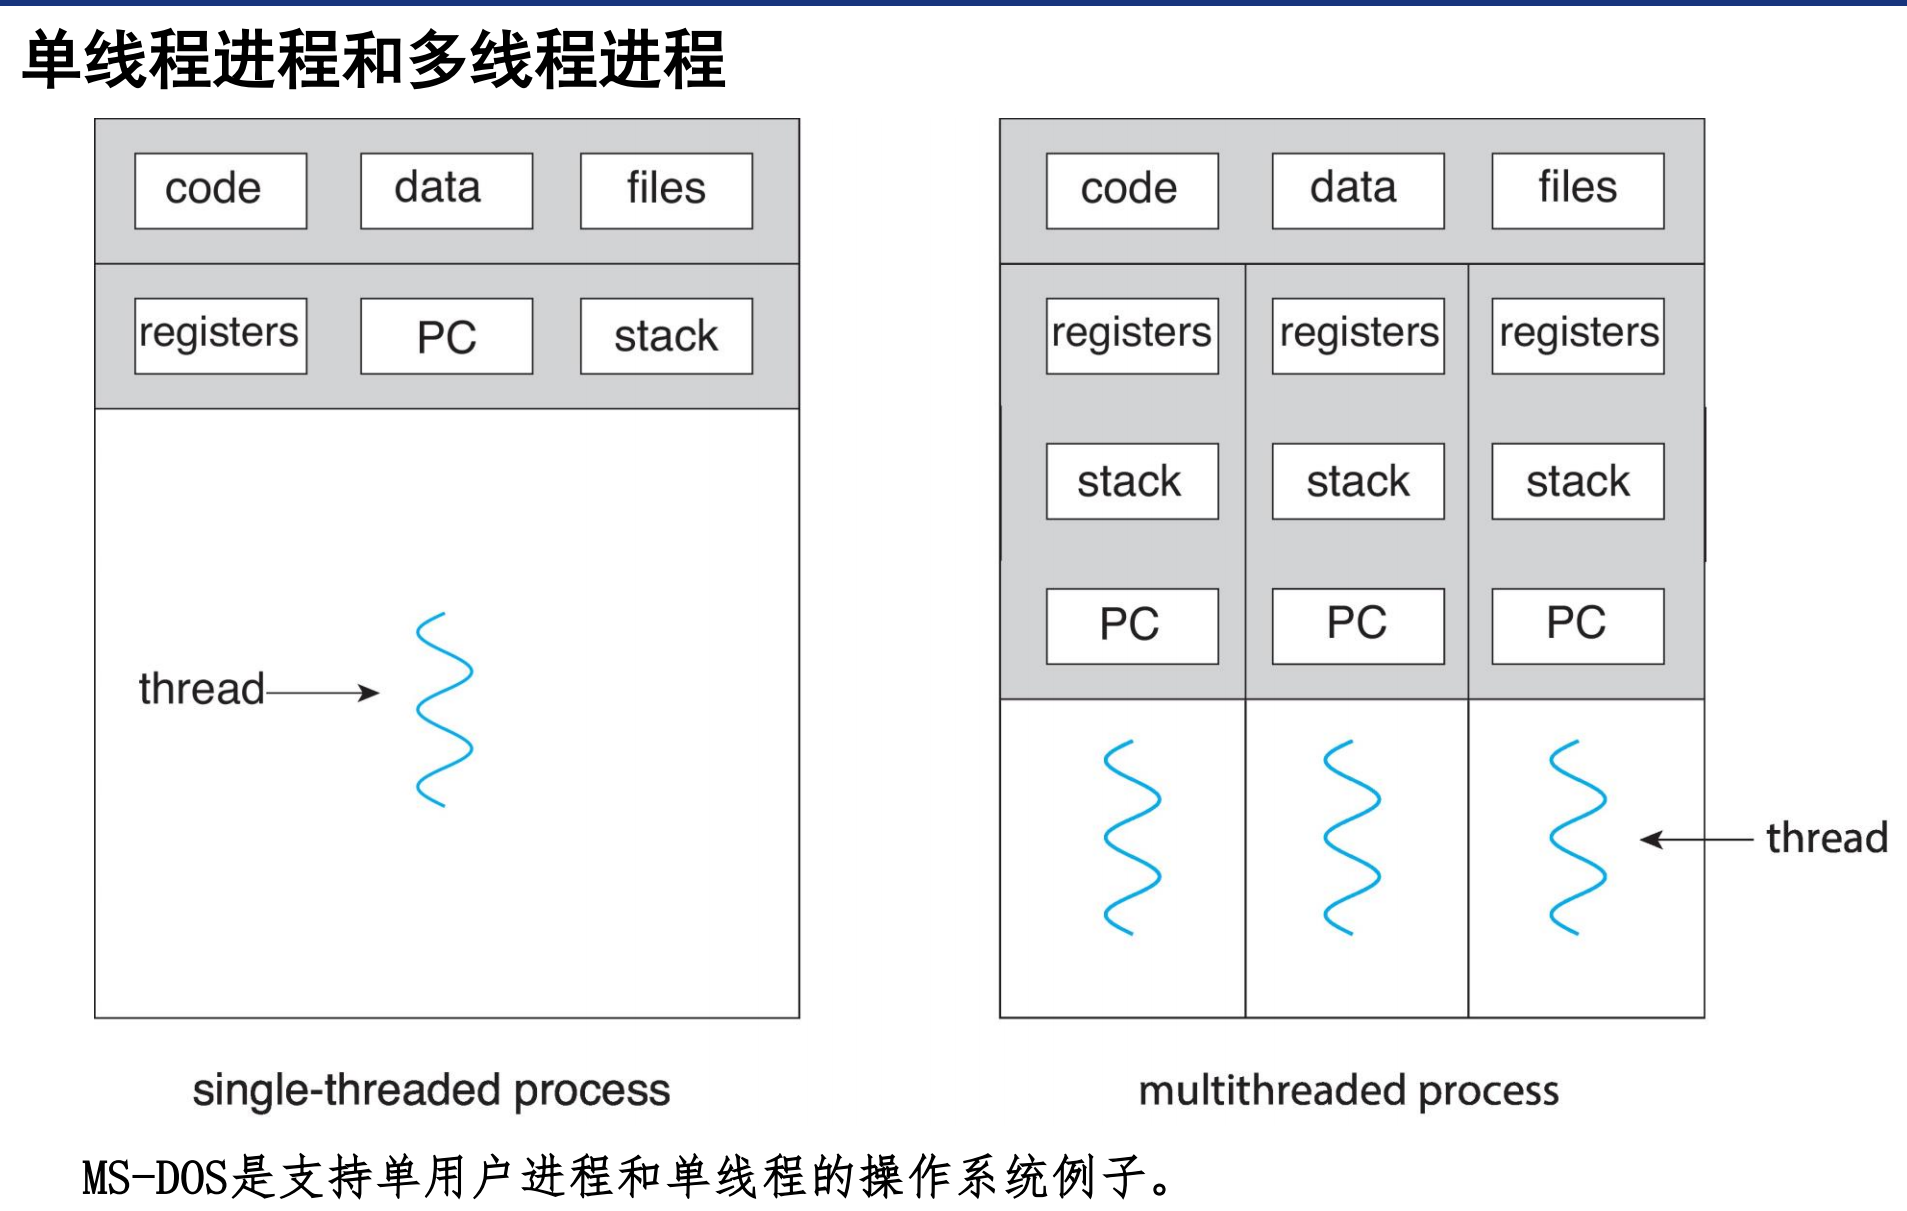 单线程进程和多线程进程
code data files code data files
registers PC stack registers registers registers
stack stack stack
PC PC PC
thread
thread
single-threaded process multithreaded process
MS-DOS是支持单用户进程和单线程的操作系统例子。